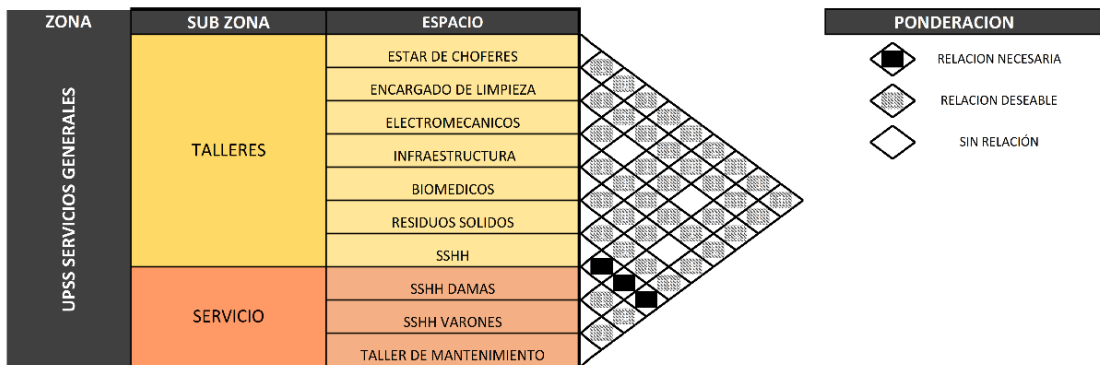 ZONA SUB ZONA ESPACIO
UPSS SERVICIOS GENERALES
TALLERES
ESTAR DE CHOFERES
ENCARGADO DE LIMPIEZA
ELECTROMECANICOS
INFRAESTRUCTURA
BIOMEDICOS
RESIDUOS SOLIDOS
SSHH
SERVICIO
SSHH DAMAS
SSHH VARONES
TALLER DE MANTENIMIENTO
PONDERACION
RELACION NECESARIA
RELACION DESEABLE
SIN RELACIÓN